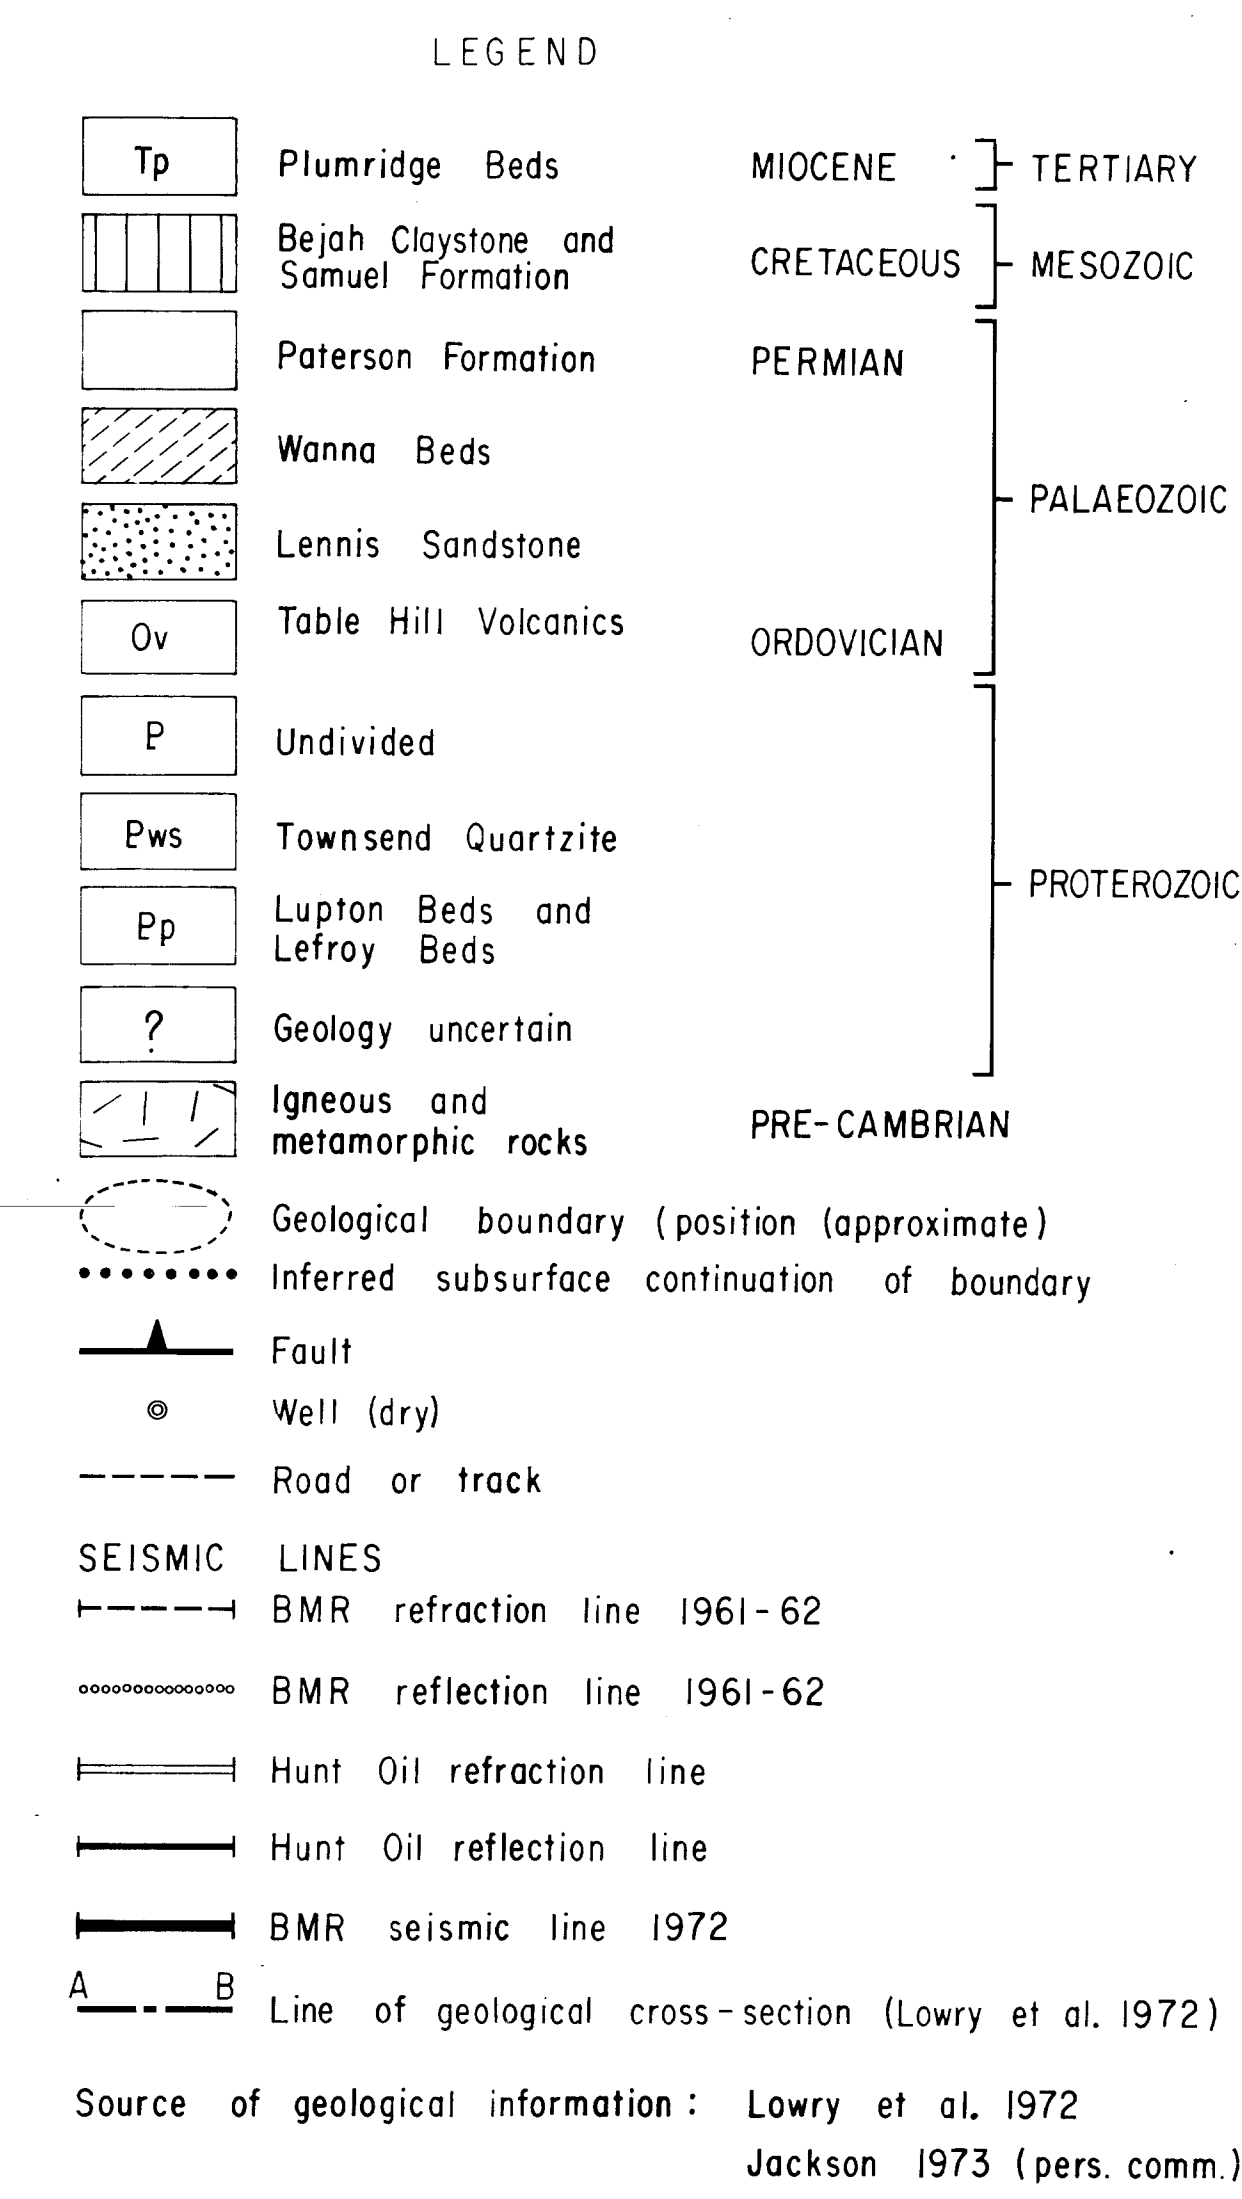 LEGEND
Tp Plumridge Beds MIOCENE TERTIARY
Bejah Claystone and
Samuel Formation CRETACEOUS MESOZOIC
Paterson Formation PERMIAN
Wanna Beds
PALAEOZOIC
Lennis Sandstone
Ov Table Hill Volcanics ORDOVICIAN
P Undivided
Pws Townsend Quartzite
PROTEROZOIC
Pp Lupton Beds and
Lefroy Beds
? Geology uncertain
Igneous and
metamorphic rocks PRE-CAMBRIAN
Geological boundary (position (approximate)
Inferred subsurface continuation of boundary
Fault
Well (dry)
Road or track
SEISMIC LINES
BMR refraction line 1961-62
BMR reflection line 1961-62
Hunt Oil refraction line
Hunt Oil reflection line
BMR seismic line 1972
A B
Line of geological cross-section (Lowry et al. 1972)
Source of geological information: Lowry et al. 1972
Jackson 1973 (pers. comm.)